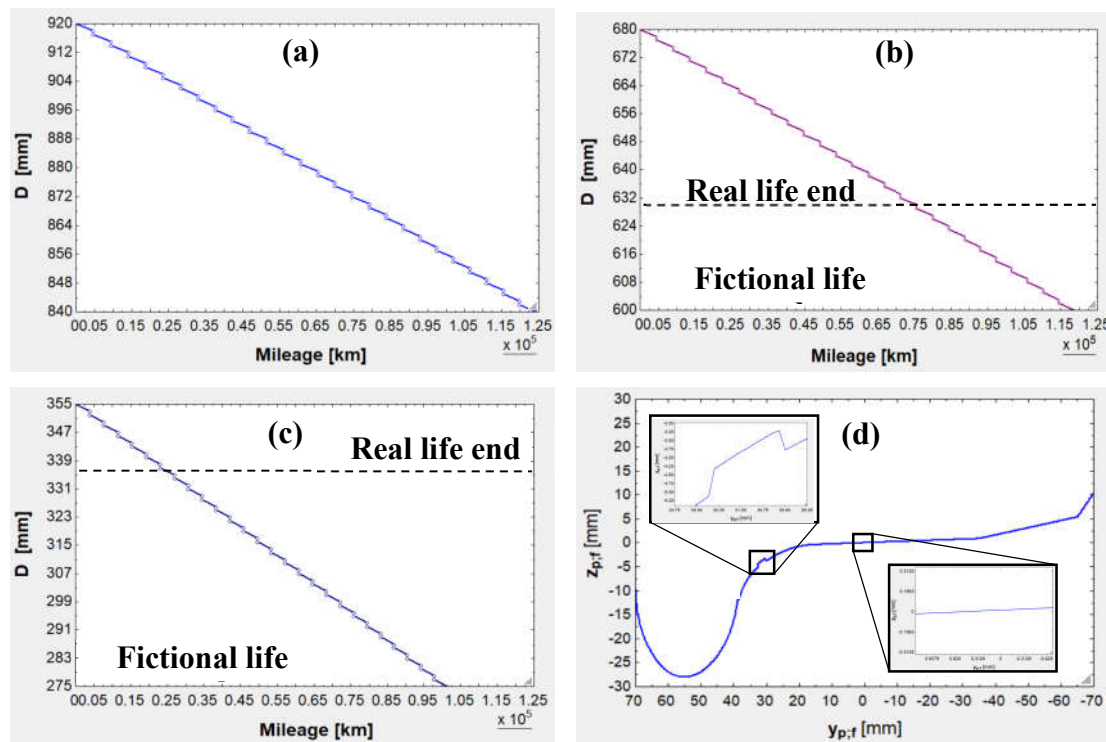 (a)
D [mm]
920
912
904
896
888
880
872
864
856
848
840
00.05 0.15 0.25 0.35 0.45 0.55 0.65 0.75 0.85 0.95 1.05 1.15 1.25
x 10⁵
Mileage [km]
(b)
D [mm]
680
672
664
656
648
640
632
624
616
608
600
Real life end
Fictional life
00.05 0.15 0.25 0.35 0.45 0.55 0.65 0.75 0.85 0.95 1.05 1.15 1.25
x 10⁵
Mileage [km]
(c)
D [mm]
355
347
339
331
323
315
307
299
291
283
275
Real life end
Fictional life
00.05 0.15 0.25 0.35 0.45 0.55 0.65 0.75 0.85 0.95 1.05 1.15 1.25
x 10⁵
Mileage [km]
(d)
z_p;f [mm]
30
25
20
15
10
5
0
-5
-10
-15
-20
-25
-30
70 60 50 40 30 20 10 0 -10 -20 -30 -40 -50 -60 -70
y_p;f [mm]